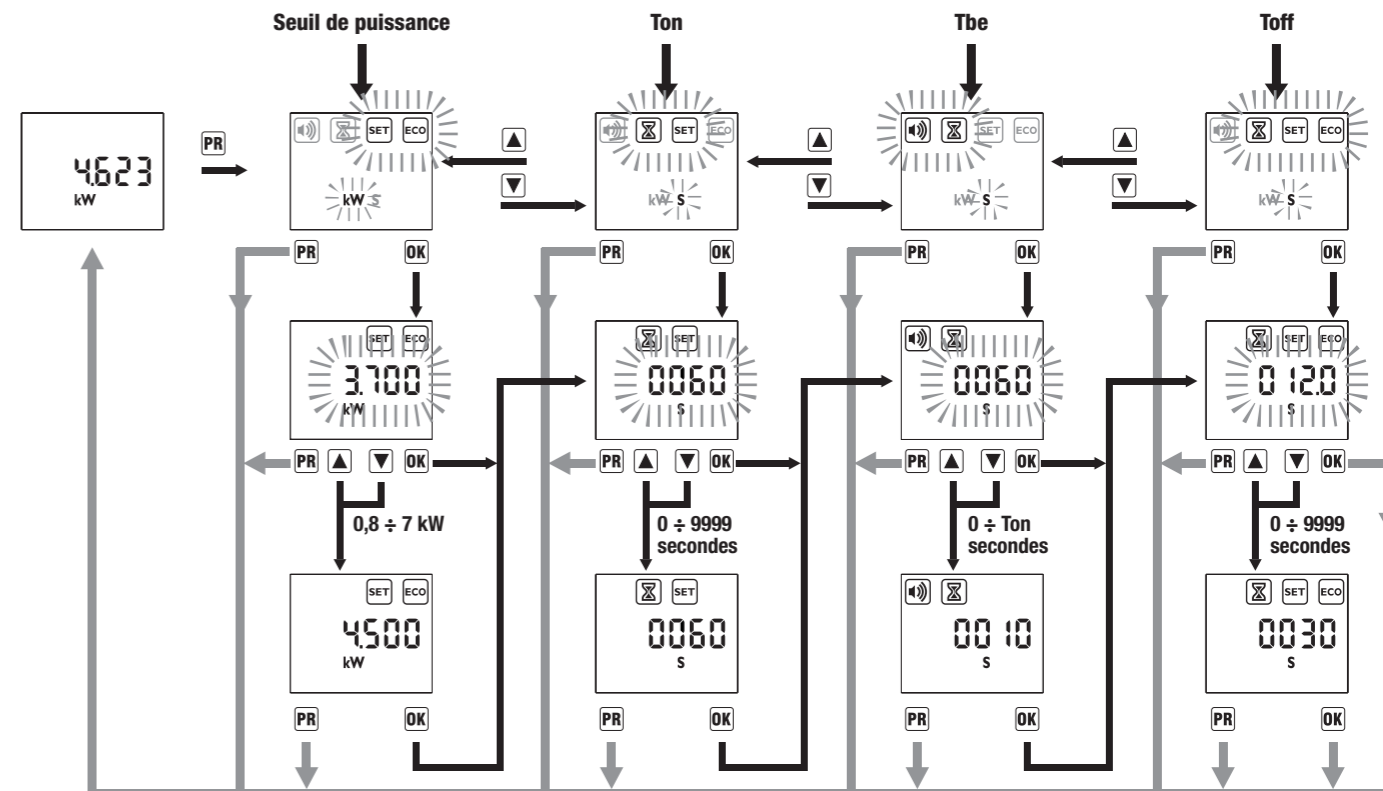 Seuil de puissance Ton Tbe Toff
SET ECO SET ECO SET ECO SET ECO
PR
4.623
kW
kW S kW S kW S kW S
PR OK PR OK PR OK PR OK
SET ECO SET SET ECO
3.700 0060 0060 012.0
kW S S S
PR OK PR OK PR OK PR OK
0,8 ÷ 7 kW 0 ÷ 9999 0 ÷ Ton 0 ÷ 9999
secondes secondes secondes
SET ECO SET SET ECO
4.500 0060 0010 0030
kW S S S
PR OK PR OK PR OK PR OK